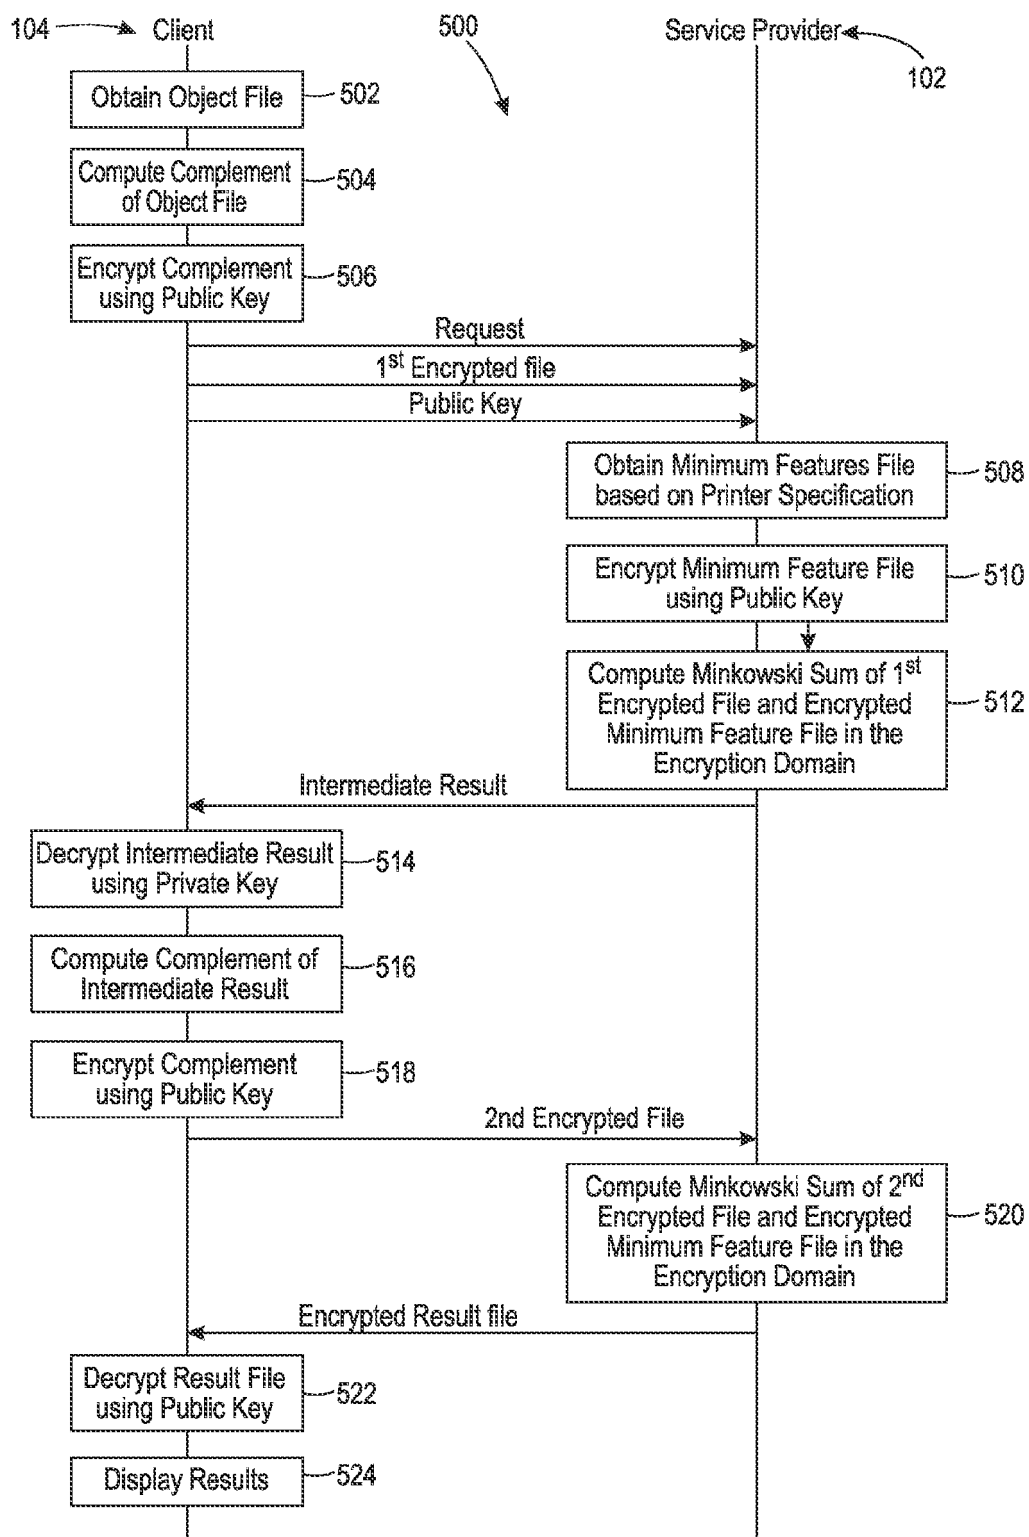 104 Client
500
Service Provider
102
Obtain Object File
502
Compute Complement
of Object File
504
Encrypt Complement
using Public Key
506
Request
1st Encrypted file
Public Key
Obtain Minimum Features File
based on Printer Specification
508
Encrypt Minimum Feature File
using Public Key
510
Compute Minkowski Sum of 1st
Encrypted File and Encrypted
Minimum Feature File in the
Encryption Domain
512
Intermediate Result
Decrypt Intermediate Result
using Private Key
514
Compute Complement of
Intermediate Result
516
Encrypt Complement
using Public Key
518
2nd Encrypted File
Compute Minkowski Sum of 2nd
Encrypted File and Encrypted
Minimum Feature File in the
Encryption Domain
520
Encrypted Result file
Decrypt Result File
using Public Key
522
Display Results
524